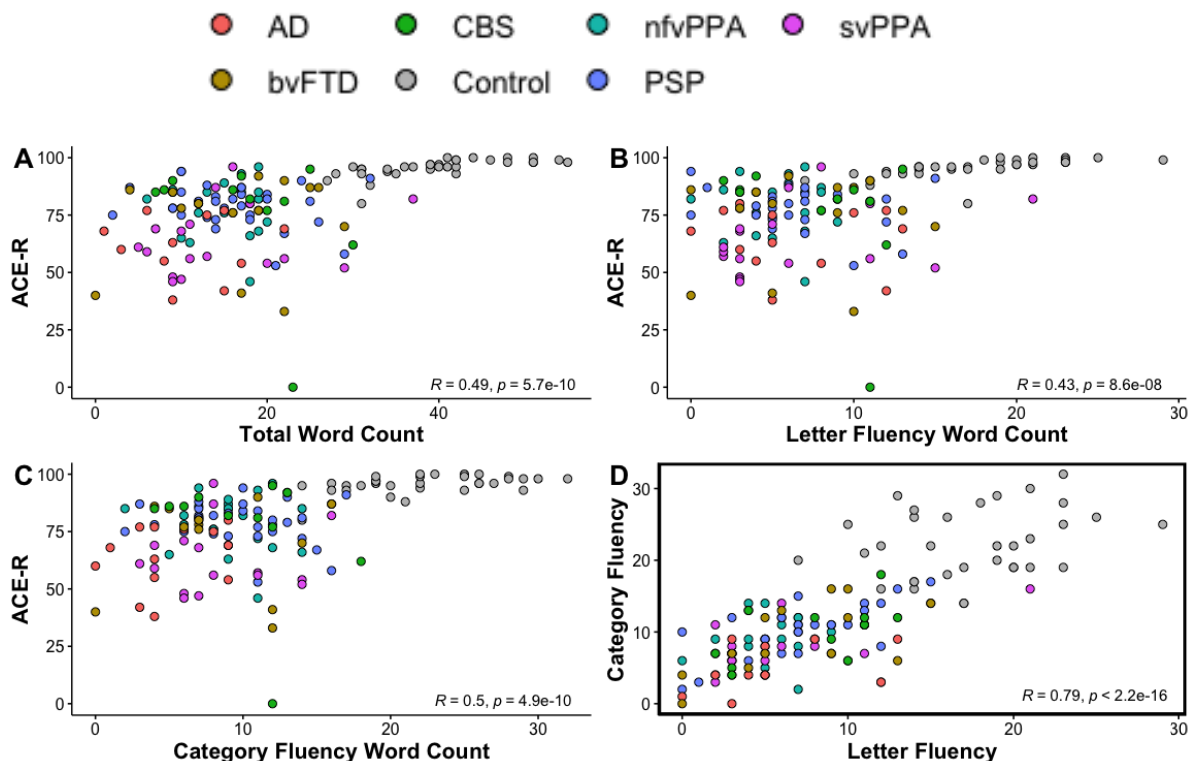 AD CBS nfvPPA svPPA
bvFTD Control PSP
A
100
75
50
25
0
ACE-R
R = 0.49, p = 5.7e-10
0 20 40
Total Word Count
B
100
75
50
25
0
ACE-R
R = 0.43, p = 8.6e-08
0 10 20 30
Letter Fluency Word Count
C
100
75
50
25
0
ACE-R
R = 0.5, p = 4.9e-10
0 10 20 30
Category Fluency Word Count
D
30
20
10
0
Category Fluency
R = 0.79, p < 2.2e-16
0 10 20 30
Letter Fluency